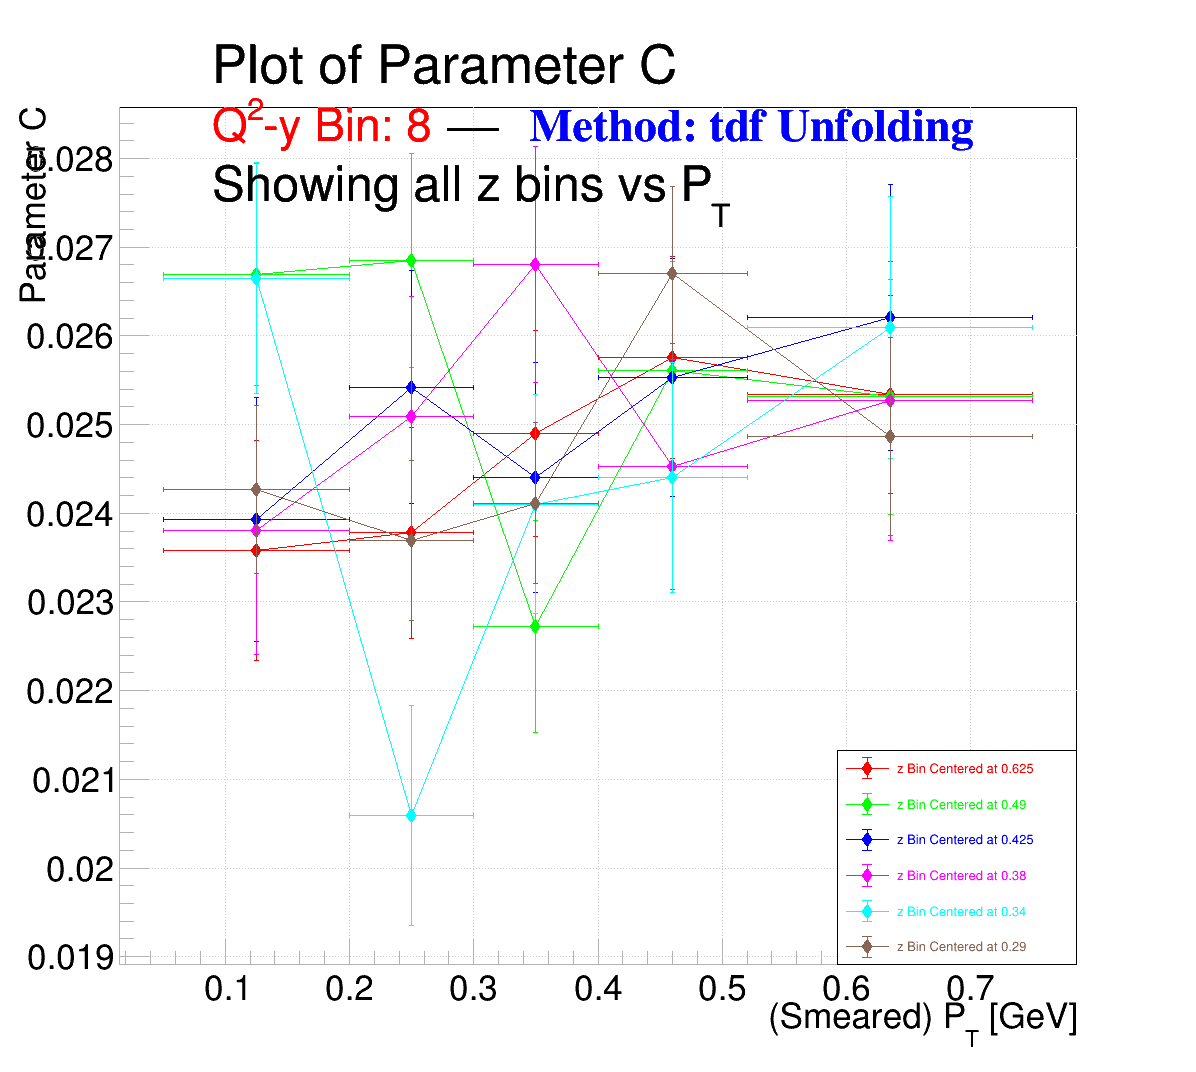 Plot of Parameter C
Q²-y Bin: 8 — Method: tdf Unfolding
Showing all z bins vs P_T
Parameter C
0.028
0.027
0.026
0.025
0.024
0.023
0.022
0.021
0.02
0.019
z Bin Centered at 0.625
z Bin Centered at 0.49
z Bin Centered at 0.425
z Bin Centered at 0.38
z Bin Centered at 0.34
z Bin Centered at 0.29
0.1 0.2 0.3 0.4 0.5 0.6 0.7
(Smeared) P_T [GeV]